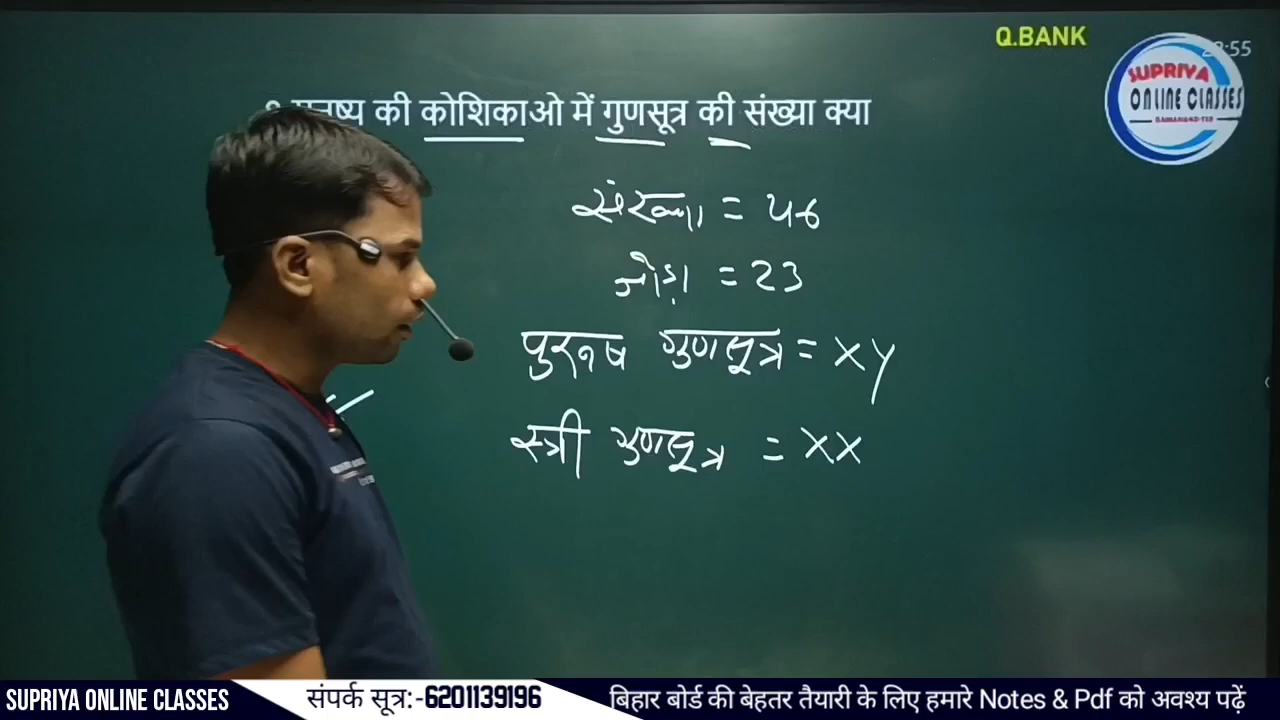 Q.BANK
:55
SUPRIYA
ONLINE CLASSES
की कोशिकाओ में गुणसूत्र की संख्या क्या
संख्या = 46
जोड़ा = 23
पुरुष गुणसूत्र = XY
स्त्री गुणसूत्र = XX
SUPRIYA ONLINE CLASSES
संपर्क सूत्र:-6201139196
बिहार बोर्ड की बेहतर तैयारी के लिए हमारे Notes & Pdf को अवश्य पढ़ें